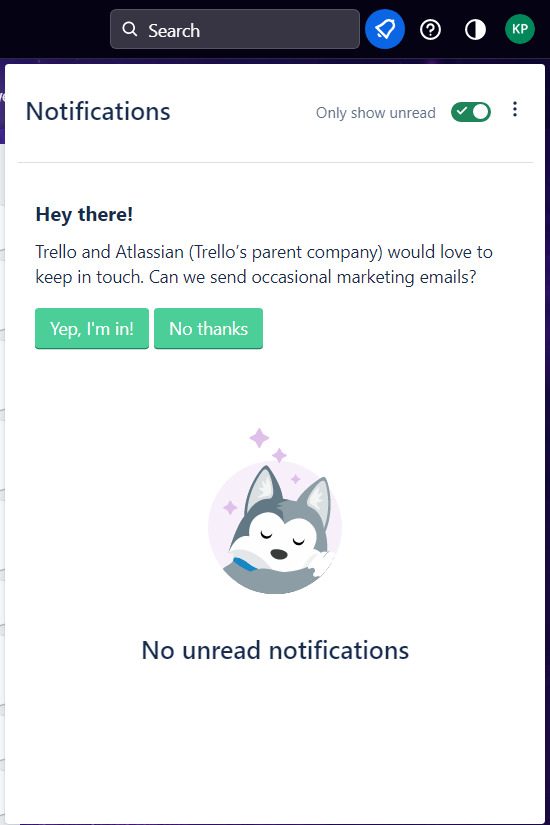 Search
KP
Notifications
Only show unread
Hey there!
Trello and Atlassian (Trello’s parent company) would love to
keep in touch. Can we send occasional marketing emails?
Yep, I'm in!
No thanks
No unread notifications